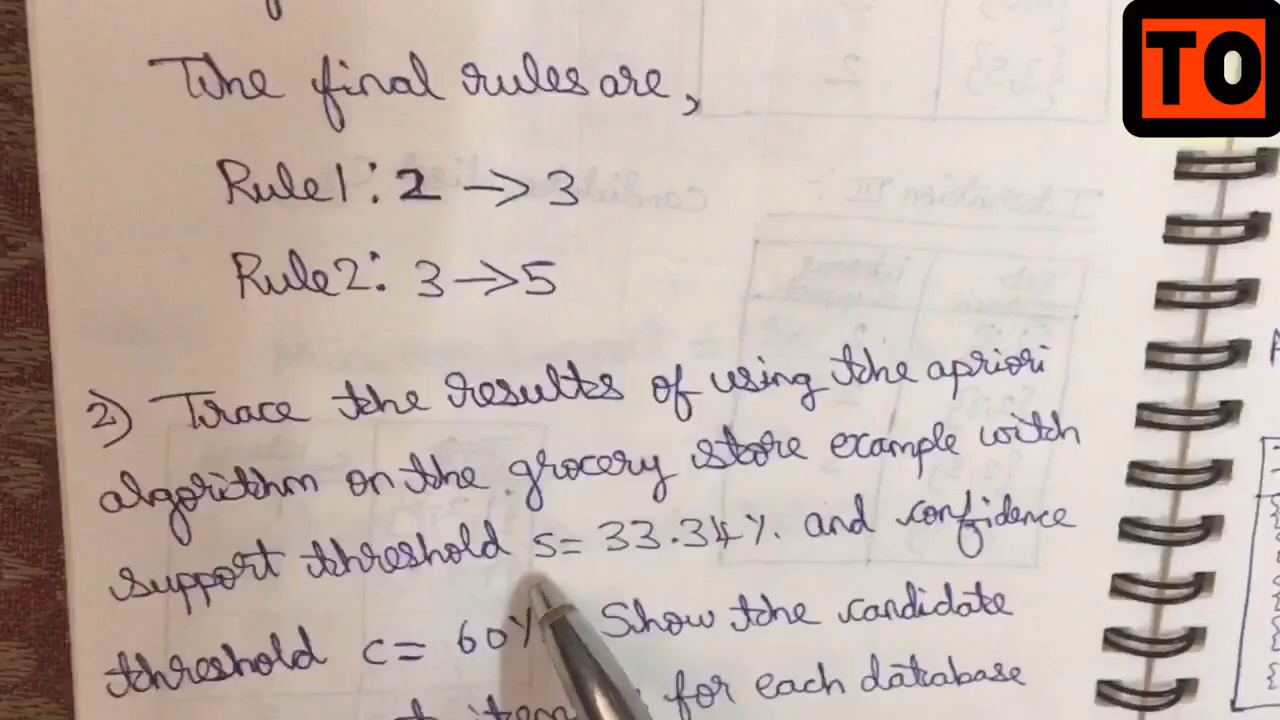 TO
The final rules are,
Rule1: 2 → 3
Rule2: 3 → 5
2) Trace the results of using the apriori
algorithm on the grocery store example with
support threshold s= 33.34%. and confidence
threshold c= 60% Show the candidate
for each database